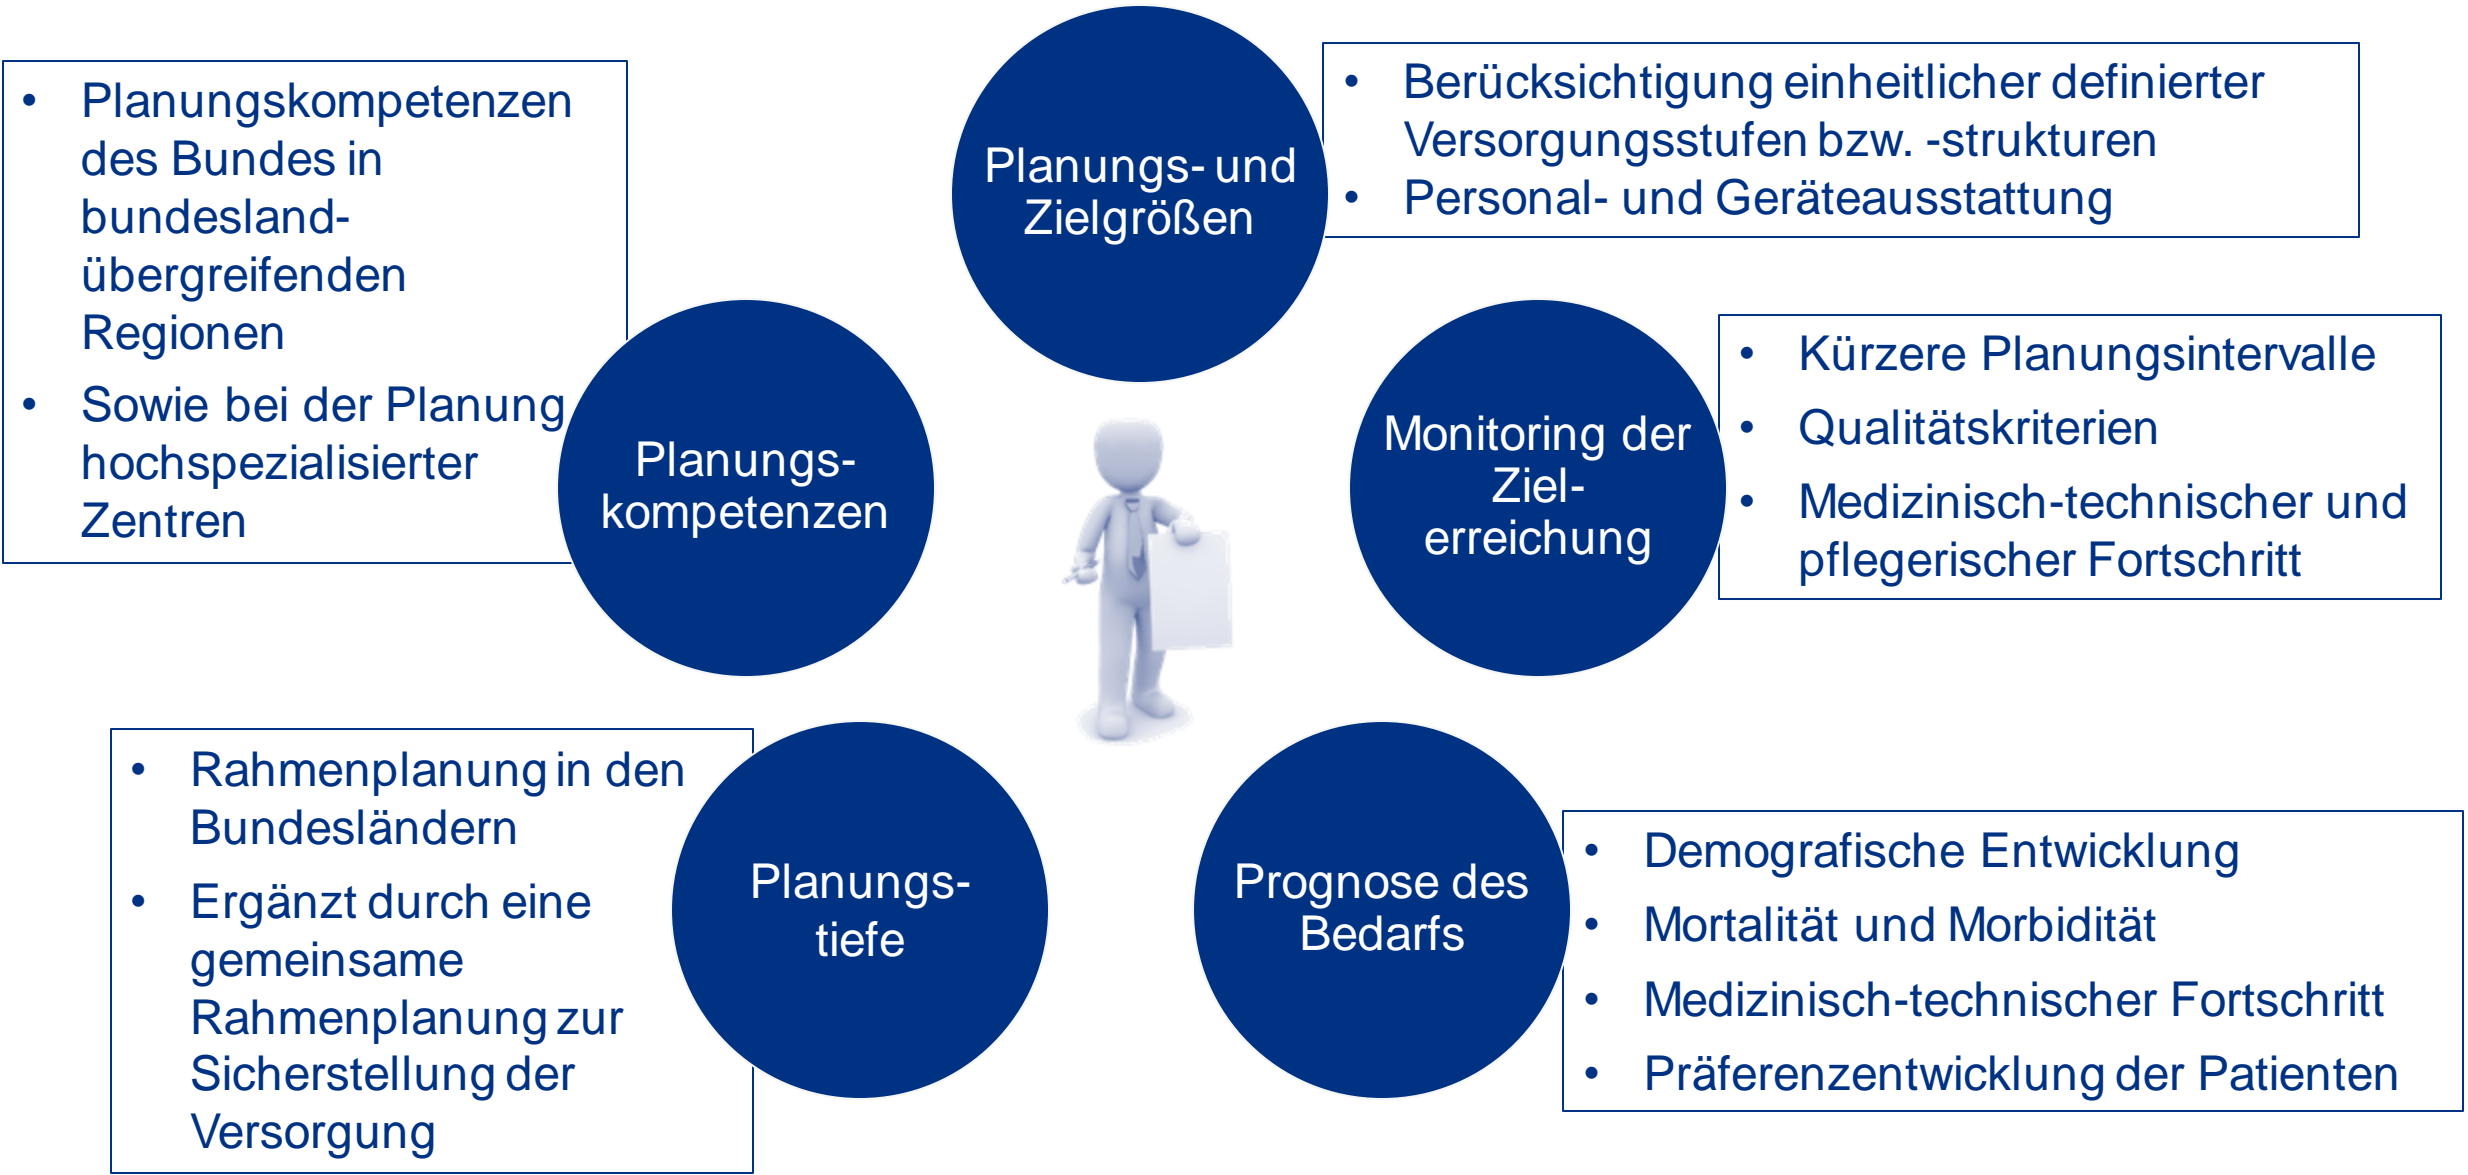 Planungs- und
Zielgrößen
• Berücksichtigung einheitlicher definierter
Versorgungsstufen bzw. -strukturen
• Personal- und Geräteausstattung
Monitoring der
Ziel-
erreichung
• Kürzere Planungsintervalle
• Qualitätskriterien
• Medizinisch-technischer und
pflegerischer Fortschritt
Prognose des
Bedarfs
• Demografische Entwicklung
• Mortalität und Morbidität
• Medizinisch-technischer Fortschritt
• Präferenzentwicklung der Patienten
Planungs-
tiefe
• Rahmenplanung in den
Bundesländern
• Ergänzt durch eine
gemeinsame
Rahmenplanung zur
Sicherstellung der
Versorgung
Planungs-
kompetenzen
• Planungskompetenzen
des Bundes in
bundesland-
übergreifenden
Regionen
• Sowie bei der Planung
hochspezialisierter
Zentren